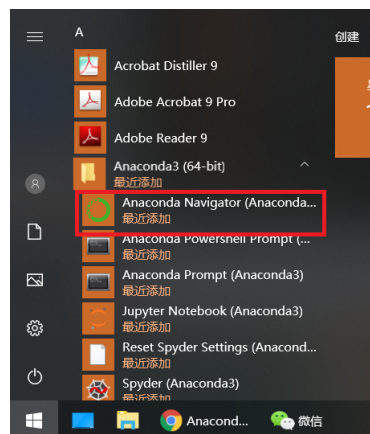 A
创建
Acrobat Distiller 9
Adobe Acrobat 9 Pro
Adobe Reader 9
Anaconda3 (64-bit)
最近添加
Anaconda Navigator (Anaconda...
最近添加
Anaconda Powershell Prompt (...
最近添加
Anaconda Prompt (Anaconda3)
最近添加
Jupyter Notebook (Anaconda3)
最近添加
Reset Spyder Settings (Anacond...
最近添加
Spyder (Anaconda3)
最近添加
Anacond...
微信